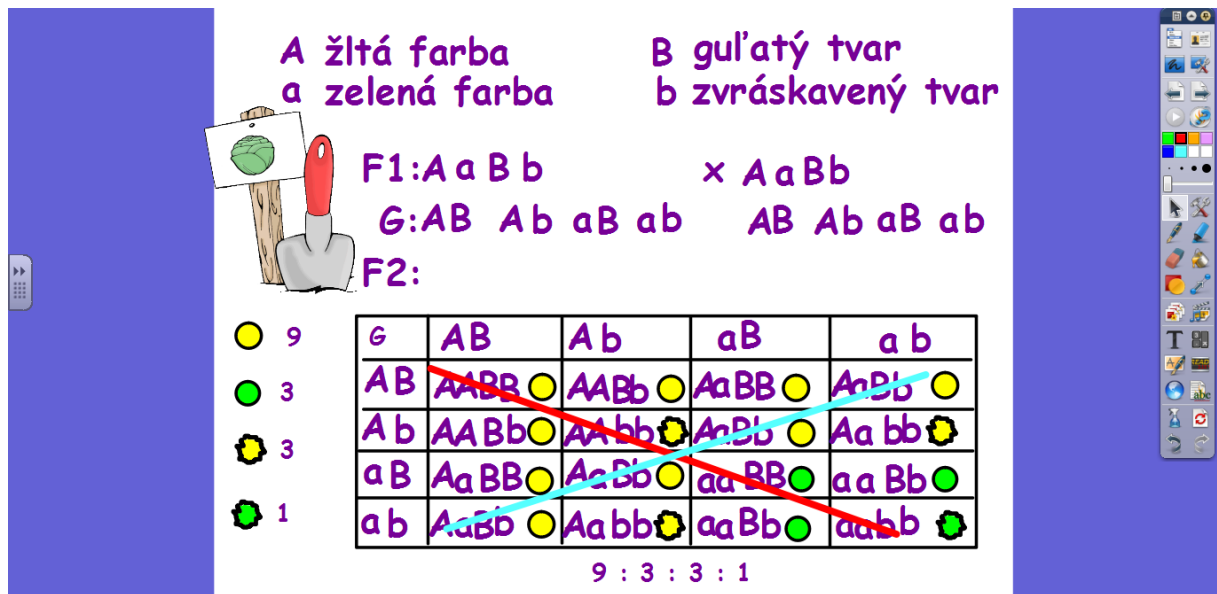 A žltá farba
B guľatý tvar
a zelená farba
b zvráskavený tvar
F1:AaBb × AaBb
G:AB Ab aB ab AB Ab aB ab
F2:
9
3
3
1
G AB Ab aB ab
AB AABB AABb AaBB AaBb
Ab AABb AAbb AaBb Aabb
aB AaBB AaBb aaBB aaBb
ab AaBb Aabb aaBb aabb
9 : 3 : 3 : 1